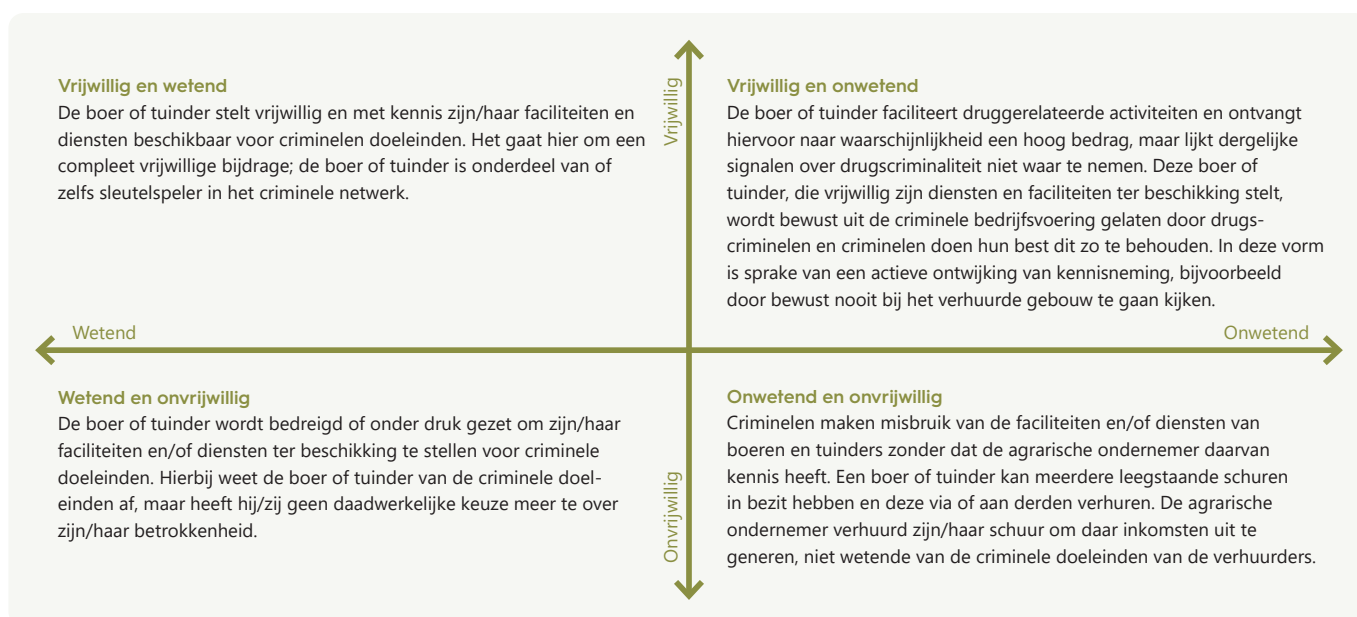 Vrijwillig en wetend
De boer of tuinder stelt vrijwillig en met kennis zijn/haar faciliteiten en
diensten beschikbaar voor criminelen doeleinden. Het gaat hier om een
compleet vrijwillige bijdrage; de boer of tuinder is onderdeel van of
zelfs sleutelspeler in het criminele netwerk.
Vrijwillig
Vrijwillig en onwetend
De boer of tuinder faciliteert druggerelateerde activiteiten en ontvangt
hiervoor naar waarschijnlijkheid een hoog bedrag, maar lijkt dergelijke
signalen over drugscriminaliteit niet waar te nemen. Deze boer of
tuinder, die vrijwillig zijn diensten en faciliteiten ter beschikking stelt,
wordt bewust uit de criminele bedrijfsvoering gelaten door drugs-
criminelen en criminelen doen hun best dit zo te behouden. In deze vorm
is sprake van een actieve ontwijking van kennisneming, bijvoorbeeld
door bewust nooit bij het verhuurde gebouw te gaan kijken.
Wetend
Onwetend
Wetend en onvrijwillig
De boer of tuinder wordt bedreigd of onder druk gezet om zijn/haar
faciliteiten en/of diensten ter beschikking te stellen voor criminele
doeleinden. Hierbij weet de boer of tuinder van de criminele doel-
einden af, maar heeft hij/zij geen daadwerkelijke keuze meer te over
zijn/haar betrokkenheid.
Onvrijwillig
Onwetend en onvrijwillig
Criminelen maken misbruik van de faciliteiten en/of diensten van
boeren en tuinders zonder dat de agrarische ondernemer daarvan
kennis heeft. Een boer of tuinder kan meerdere leegstaande schuren
in bezit hebben en deze via of aan derden verhuren. De agrarische
ondernemer verhuurd zijn/haar schuur om daar inkomsten uit te
generen, niet wetende van de criminele doeleinden van de verhuurders.